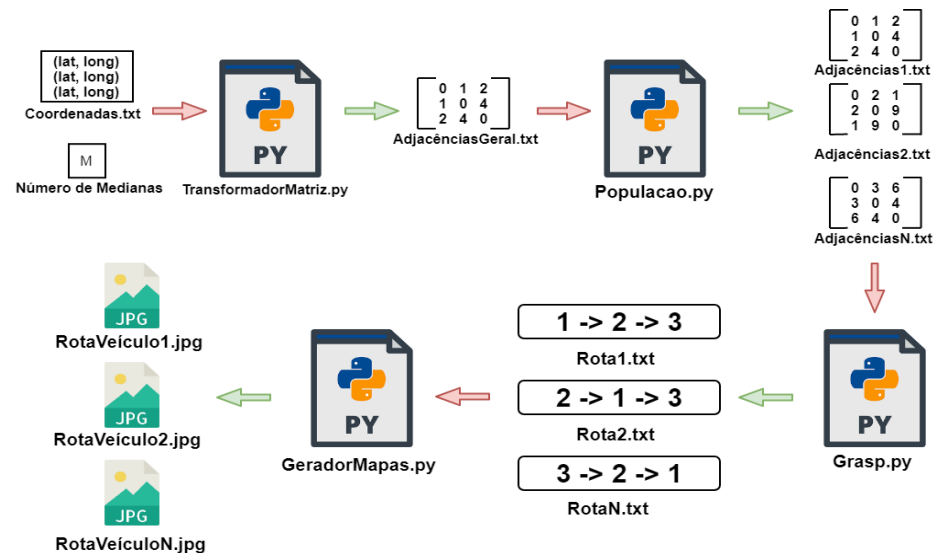 (lat, long)
(lat, long)
(lat, long)
Coordenadas.txt
M
Número de Medianas
PY
TransformadorMatriz.py
0 1 2
1 0 4
2 4 0
AdjacênciasGeral.txt
PY
Populacao.py
0 1 2
1 0 4
2 4 0
Adjacências1.txt
0 2 1
2 0 9
1 9 0
Adjacências2.txt
0 3 6
3 0 4
6 4 0
AdjacênciasN.txt
PY
Grasp.py
1 -> 2 -> 3
Rota1.txt
2 -> 1 -> 3
Rota2.txt
3 -> 2 -> 1
RotaN.txt
PY
GeradorMapas.py
JPG
RotaVeículo1.jpg
JPG
RotaVeículo2.jpg
JPG
RotaVeículoN.jpg